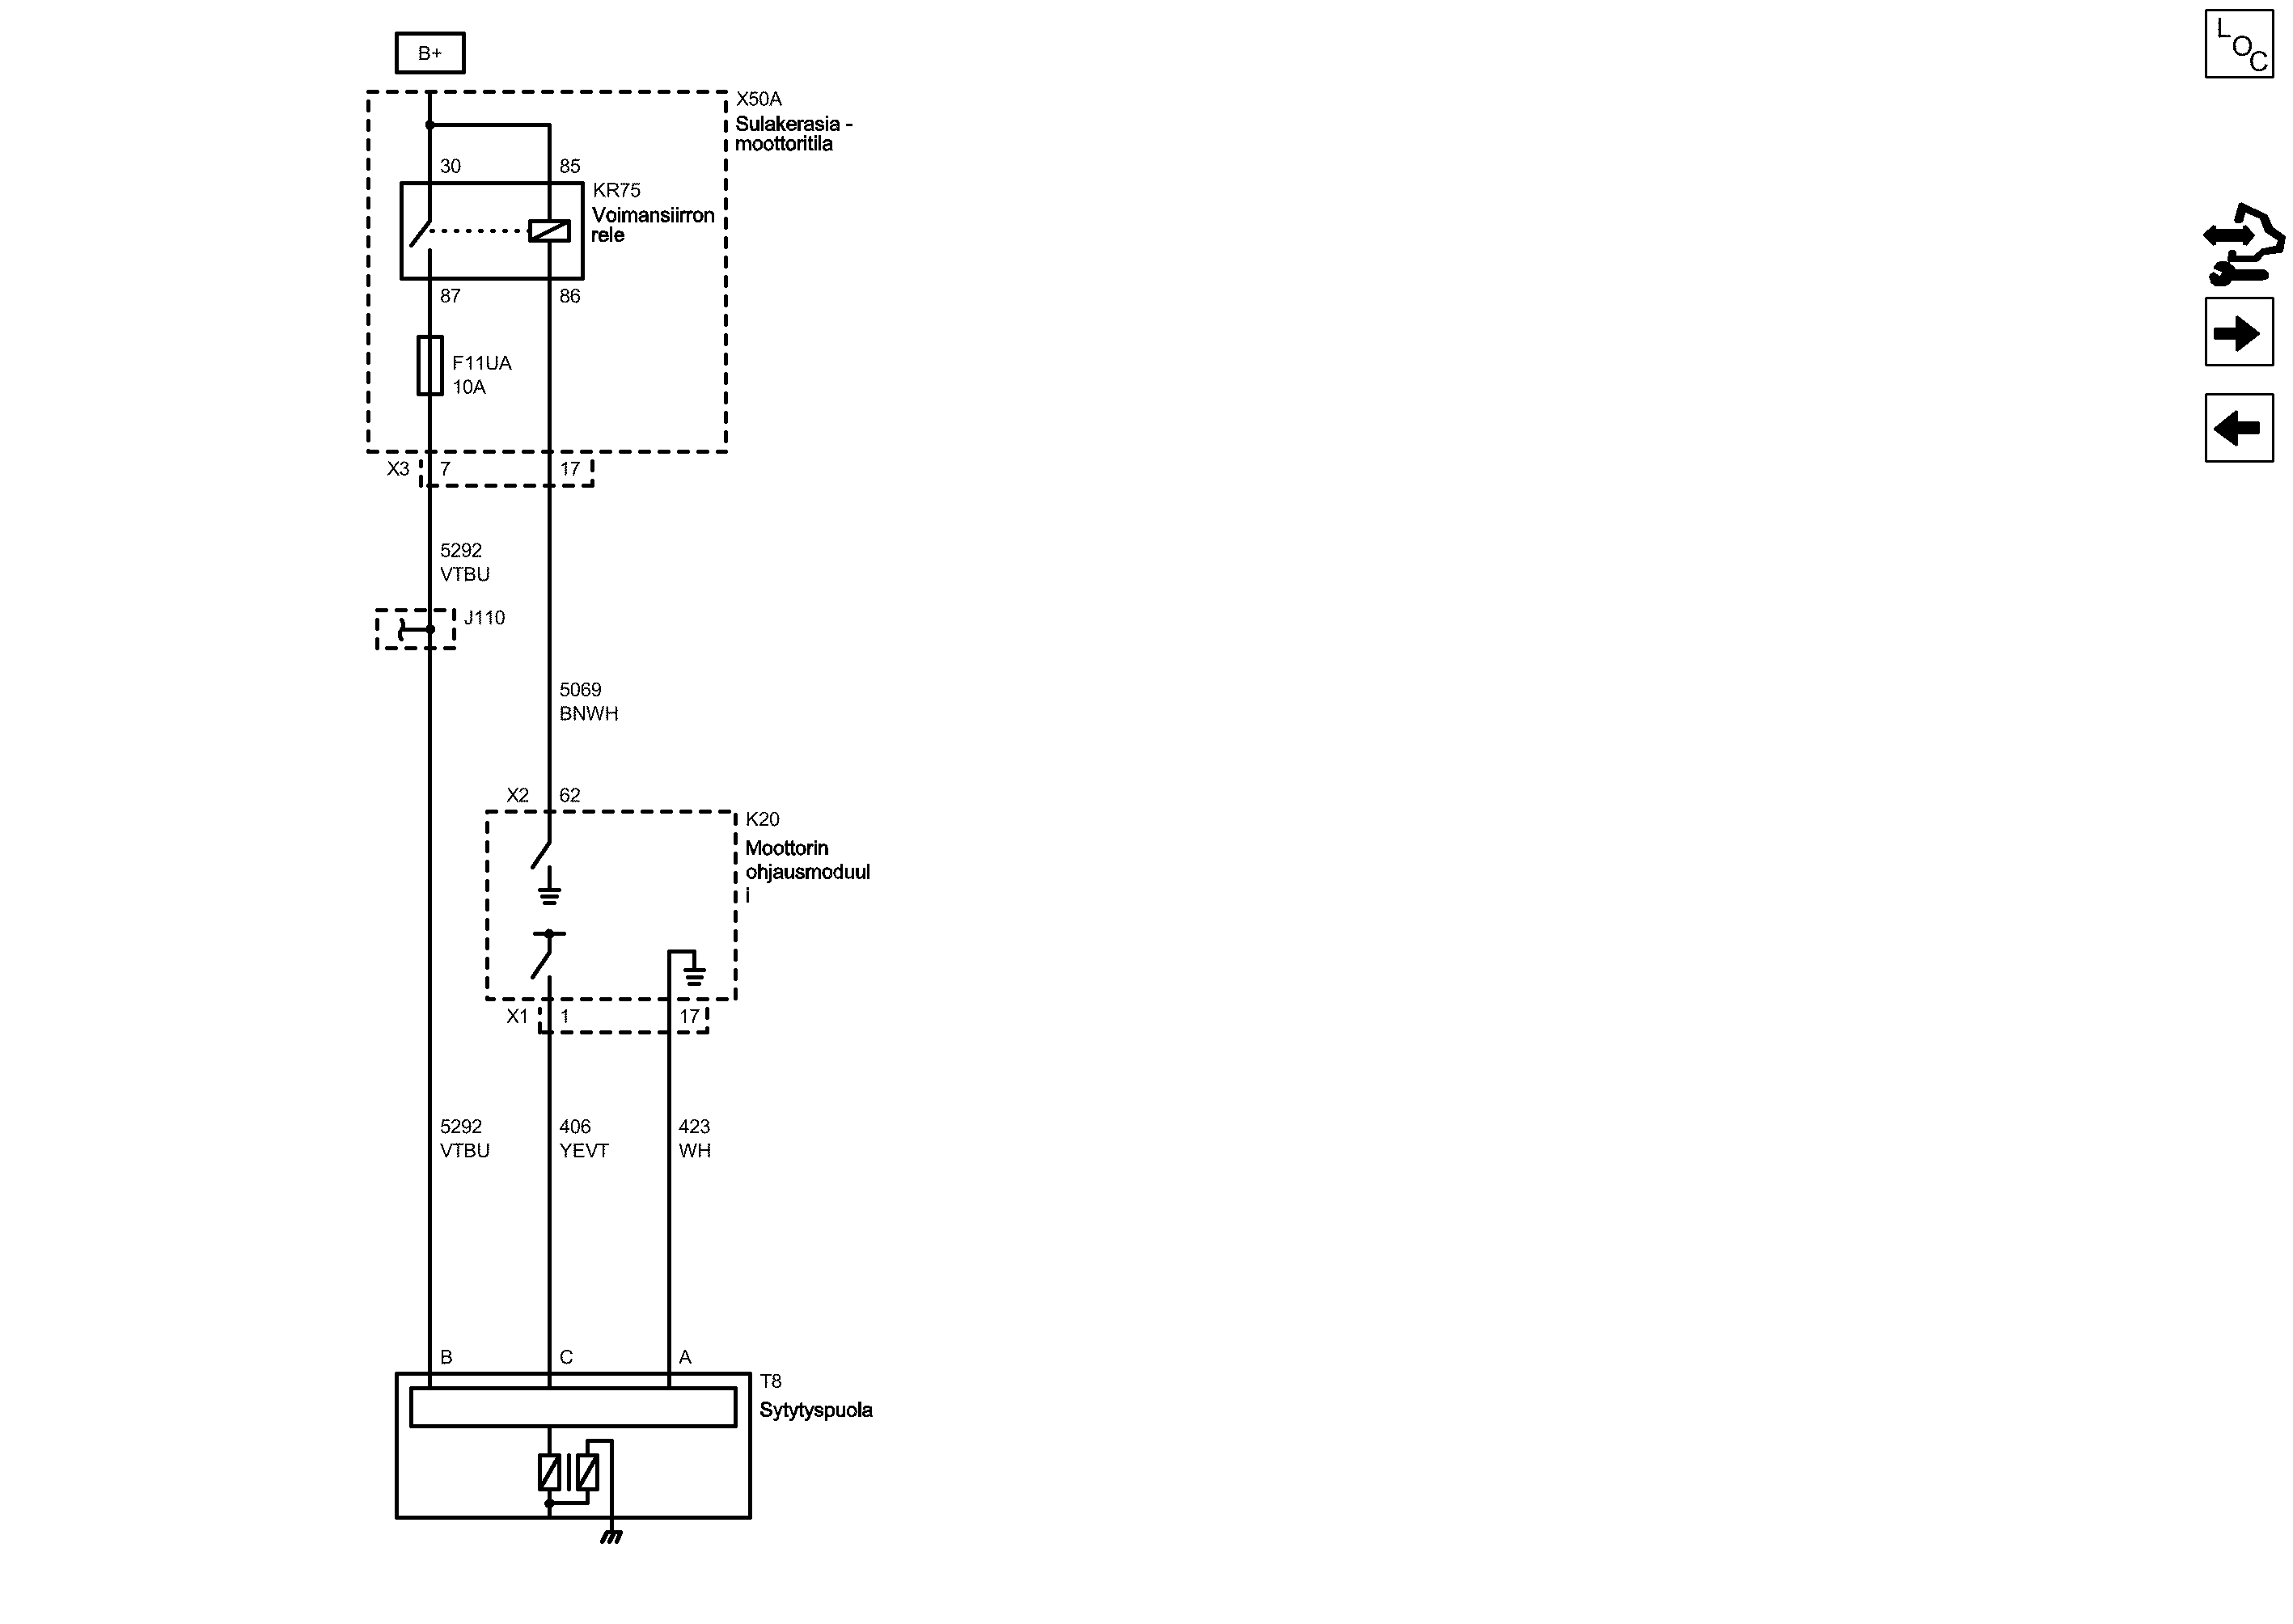 B+
L
O
C
X50A
Sulakerasia -
moottoritila
30
85
KR75
Voimansiirron
rele
87
86
F11UA
10A
X3
7
17
5292
VTBU
J110
5069
BNWH
X2
62
K20
Moottorin
ohjausmoduul
i
X1
1
17
5292
VTBU
406
YEVT
423
WH
B
C
A
T8
Sytytyspuola